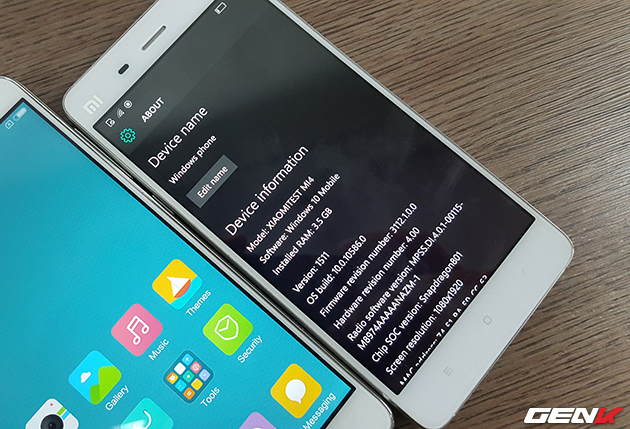 mi
ABOUT
Device name
Windows phone
Edit name
Device information
Model: XIAOMITEST MI4
Software: Windows 10 Mobile
Installed RAM: 3.5 GB
Version: 1511
OS build: 10.0.10586.0
Firmware revision number: 3112.1.0.0
Hardware revision number: 4.00
Radio software version: MPSS.DI.4.0.1-00115-
M8974AAAAANAZM-1
Chip SOC version: Snapdragon801
Screen resolution: 1080x1920
Themes
Music
Security
Gallery
Tools
Messaging
GENK